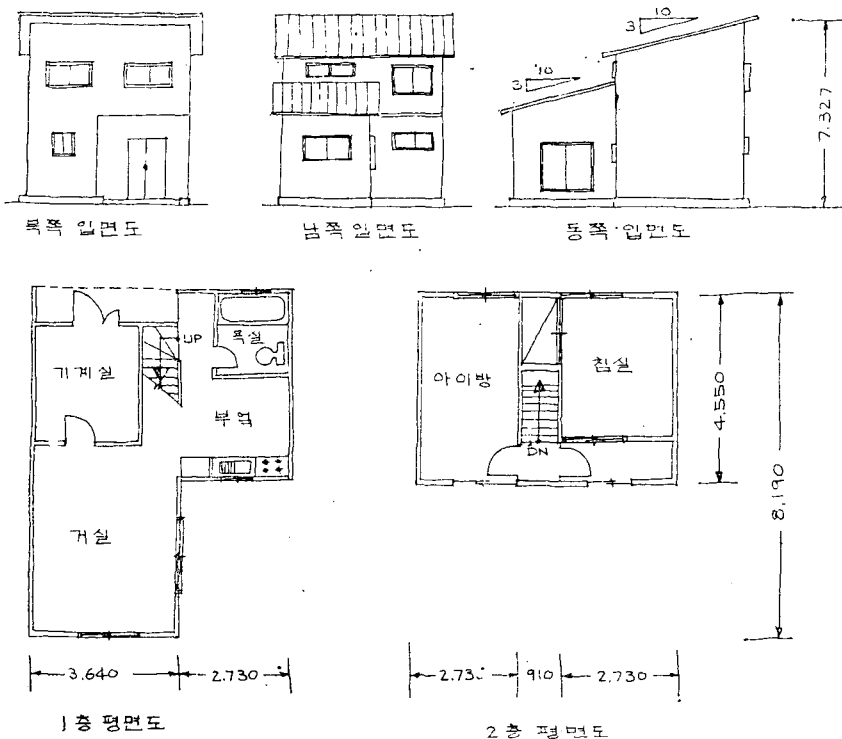 10
3
10
3
7.327
북쪽 입면도
남쪽 입면도
동쪽 입면도
UP
욕실
기계실
부엌
거실
아이방
침실
DN
4.550
8.190
3.640
2.730
2.73
910
2.730
1층 평면도
2층 평면도